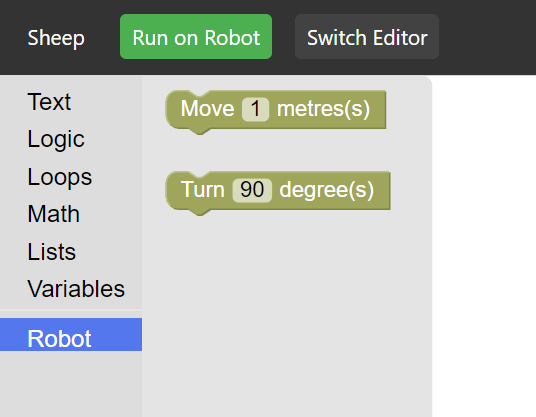 Sheep Run on Robot Switch Editor
Text
Logic
Loops
Math
Lists
Variables
Robot
Move 1 metres(s)
Turn 90 degree(s)